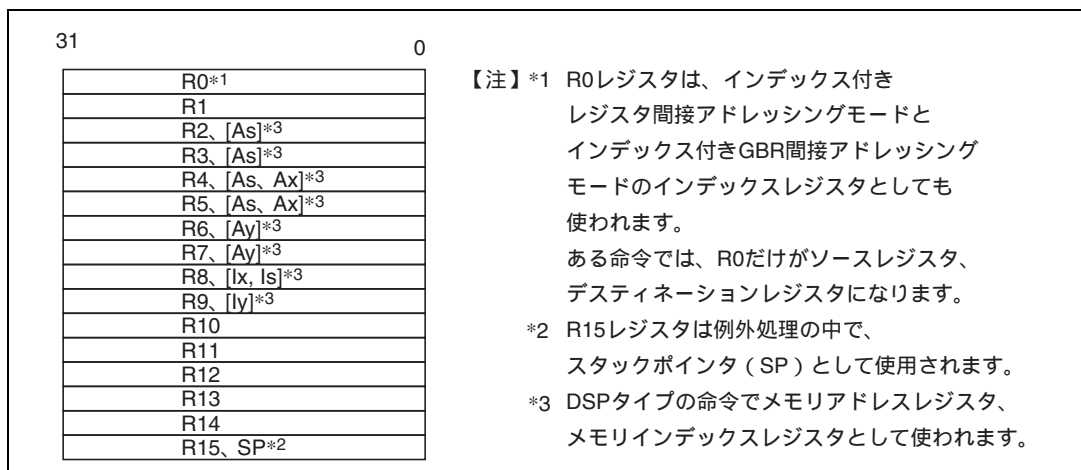 31
0
R0*1
R1
R2、[As]*3
R3、[As]*3
R4、[As、Ax]*3
R5、[As、Ax]*3
R6、[Ay]*3
R7、[Ay]*3
R8、[Ix, Is]*3
R9、[Iy]*3
R10
R11
R12
R13
R14
R15、SP*2
【注】*1 R0レジスタは、インデックス付き
レジスタ間接アドレッシングモードと
インデックス付きGBR間接アドレッシング
モードのインデックスレジスタとしても
使われます。
ある命令では、R0だけがソースレジスタ、
デスティネーションレジスタになります。
*2 R15レジスタは例外処理の中で、
スタックポインタ（SP）として使用されます。
*3 DSPタイプの命令でメモリアドレスレジスタ、
メモリインデックスレジスタとして使われます。